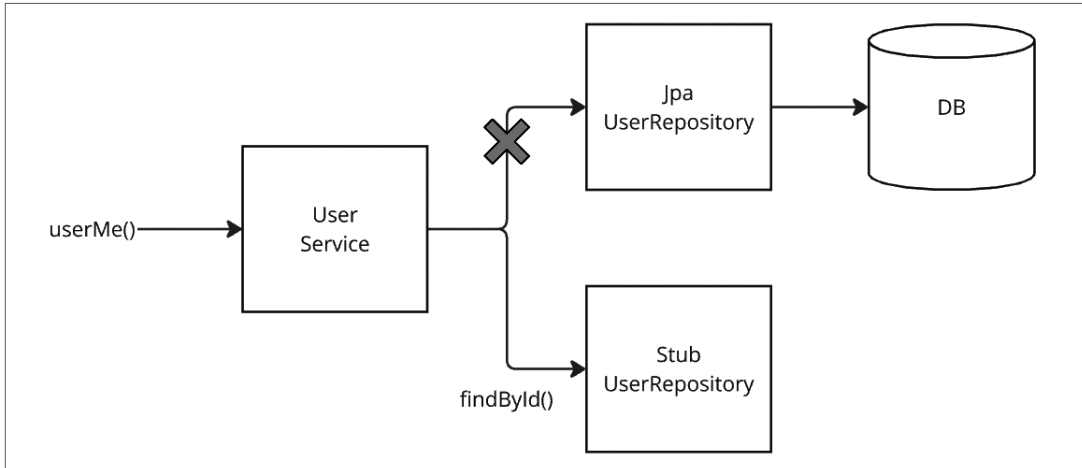 userMe()
User
Service
Jpa
UserRepository
DB
findById()
Stub
UserRepository